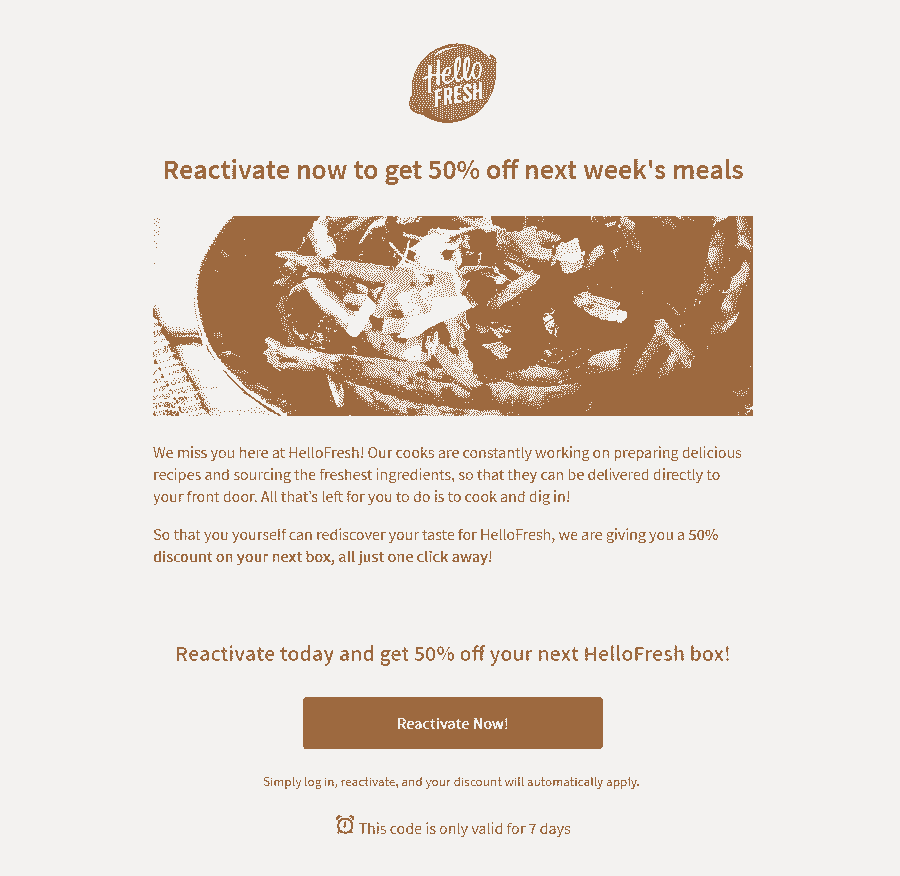 Hello
FRESH
Reactivate now to get 50% off next week's meals
We miss you here at HelloFresh! Our cooks are constantly working on preparing delicious
recipes and sourcing the freshest ingredients, so that they can be delivered directly to
your front door. All that's left for you to do is to cook and dig in!
So that you yourself can rediscover your taste for HelloFresh, we are giving you a 50%
discount on your next box, all just one click away!
Reactivate today and get 50% off your next HelloFresh box!
Reactivate Now!
Simply log in, reactivate, and your discount will automatically apply.
This code is only valid for 7 days